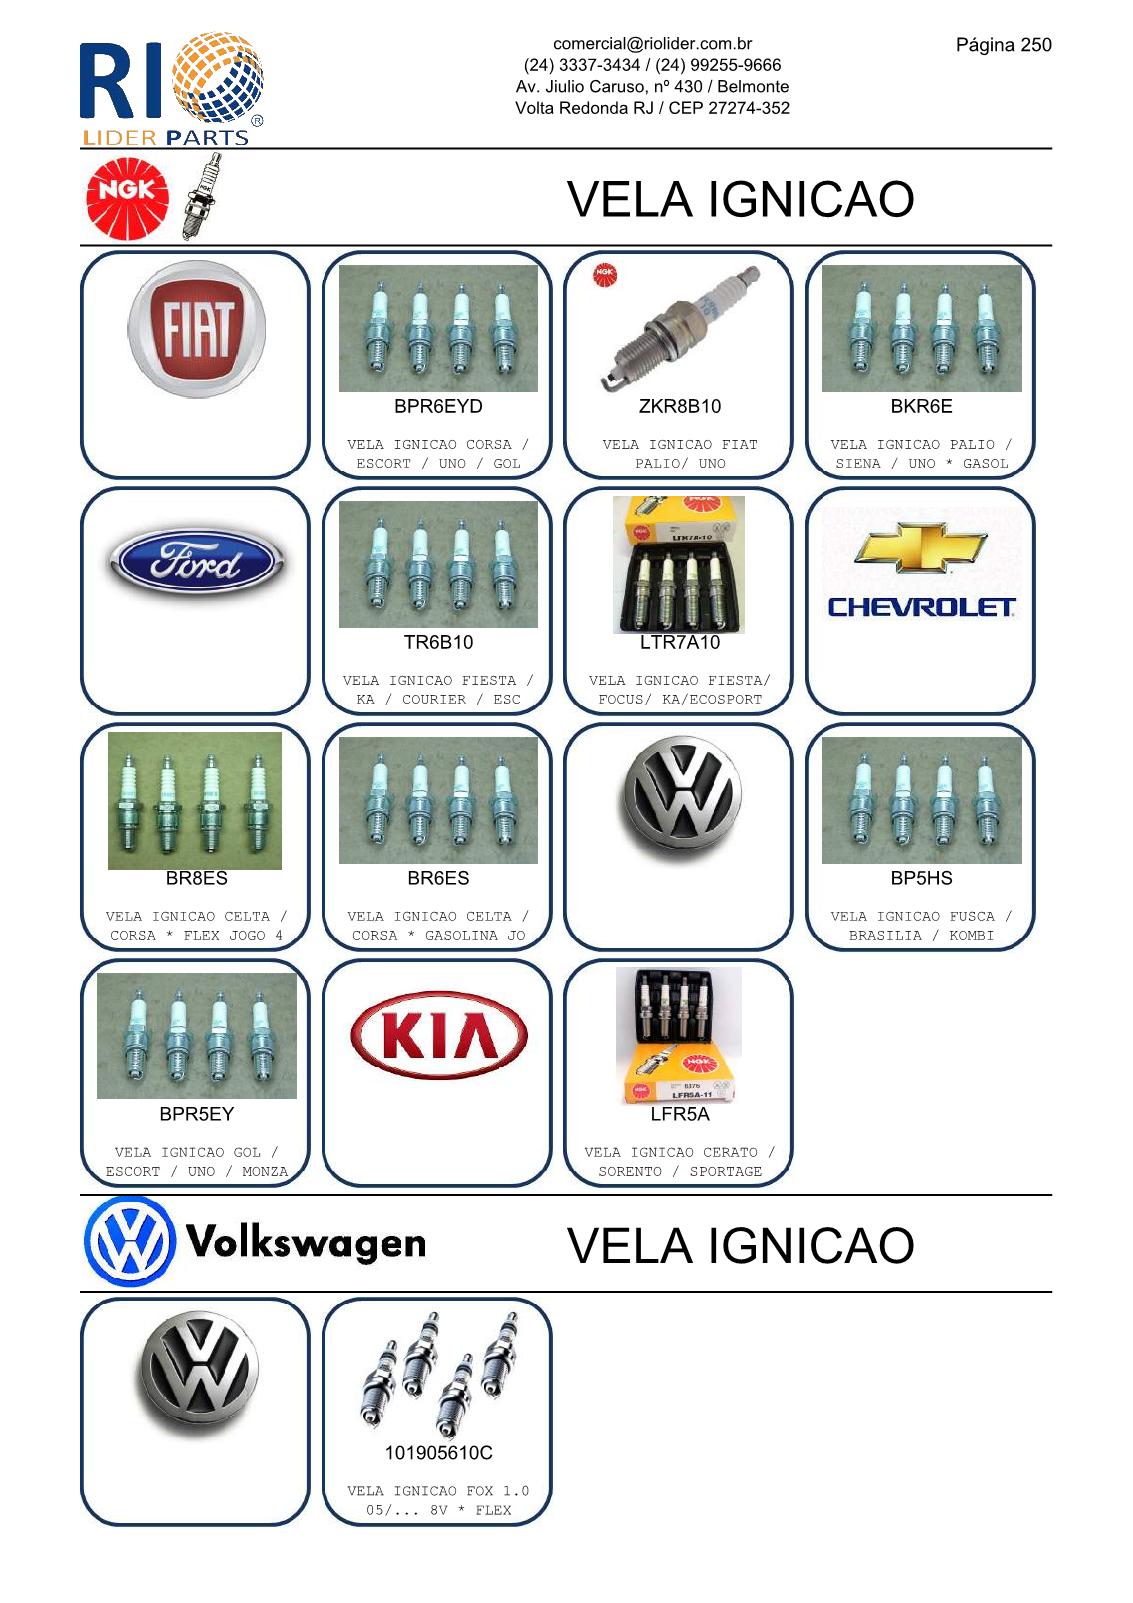 RIO
LIDER PARTS
®
comercial@riolider.com.br
(24) 3337-3434 / (24) 99255-9666
Av. Jiulio Caruso, nº 430 / Belmonte
Volta Redonda RJ / CEP 27274-352
Página 250
NGK
NGK
VELA IGNICAO
FIAT
BPR6EYD
VELA IGNICAO CORSA /
ESCORT / UNO / GOL
NGK
ZKR8B10
VELA IGNICAO FIAT
PALIO/ UNO
BKR6E
VELA IGNICAO PALIO /
SIENA / UNO * GASOL
Ford
TR6B10
VELA IGNICAO FIESTA /
KA / COURIER / ESC
NGK
LTR7A10
VELA IGNICAO FIESTA/
FOCUS/ KA/ECOSPORT
CHEVROLET
BR8ES
VELA IGNICAO CELTA /
CORSA * FLEX JOGO 4
BR6ES
VELA IGNICAO CELTA /
CORSA * GASOLINA JO
VW
BP5HS
VELA IGNICAO FUSCA /
BRASILIA / KOMBI
BPR5EY
VELA IGNICAO GOL /
ESCORT / UNO / MONZA
KIA
NGK
6376
LFR5A-11
LFR5A
VELA IGNICAO CERATO /
SORENTO / SPORTAGE
VW
Volkswagen
VELA IGNICAO
VW
101905610C
VELA IGNICAO FOX 1.0
05/... 8V * FLEX